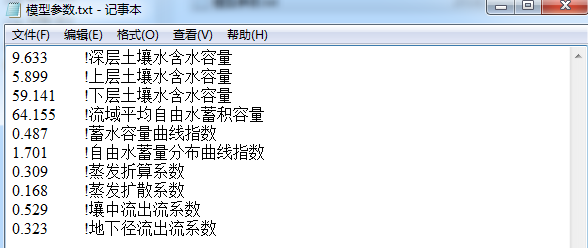 模型参数.txt - 记事本
文件(F) 编辑(E) 格式(O) 查看(V) 帮助(H)
9.633 !深层土壤水含水容量
5.899 !上层土壤水含水容量
59.141 !下层土壤水含水容量
64.155 !流域平均自由水蓄积容量
0.487 !蓄水容量曲线指数
1.701 !自由水蓄量分布曲线指数
0.309 !蒸发折算系数
0.168 !蒸发扩散系数
0.529 !壤中流出流系数
0.323 !地下径流出流系数